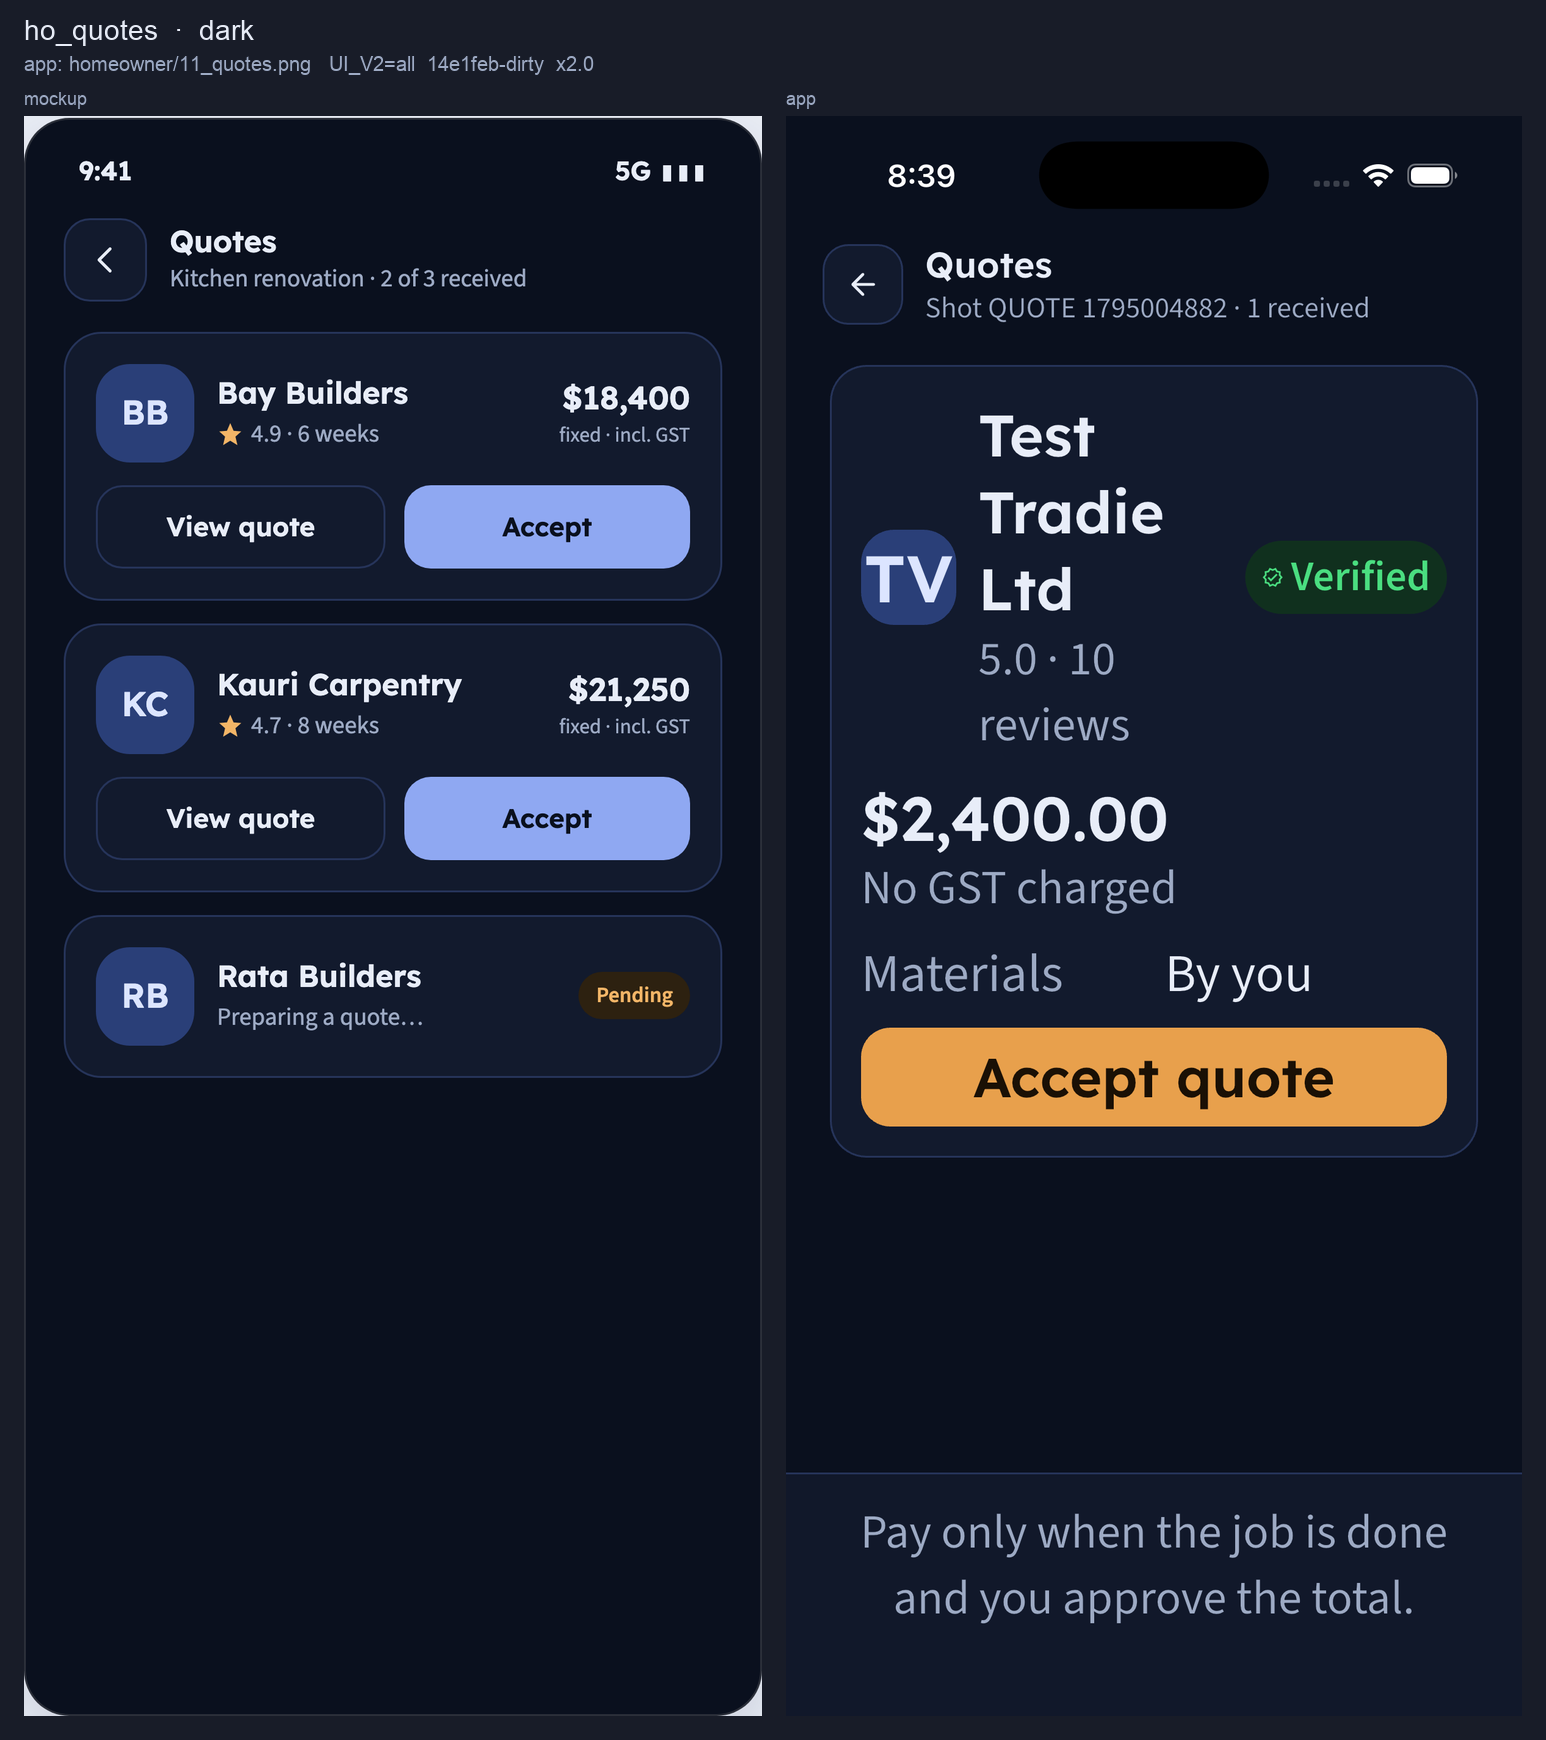 ho_quotes · dark
app: homeowner/11_quotes.png UI_V2=all 14e1feb-dirty x2.0
mockup
9:41
5G
Quotes
Kitchen renovation · 2 of 3 received
BB
Bay Builders
4.9 · 6 weeks
$18,400
fixed · incl. GST
View quote
Accept
KC
Kauri Carpentry
4.7 · 8 weeks
$21,250
fixed · incl. GST
View quote
Accept
RB
Rata Builders
Preparing a quote...
Pending
app
8:39
Quotes
Shot QUOTE 1795004882 · 1 received
TV
Test
Tradie
Ltd
5.0 · 10
reviews
Verified
$2,400.00
No GST charged
Materials
By you
Accept quote
Pay only when the job is done
and you approve the total.